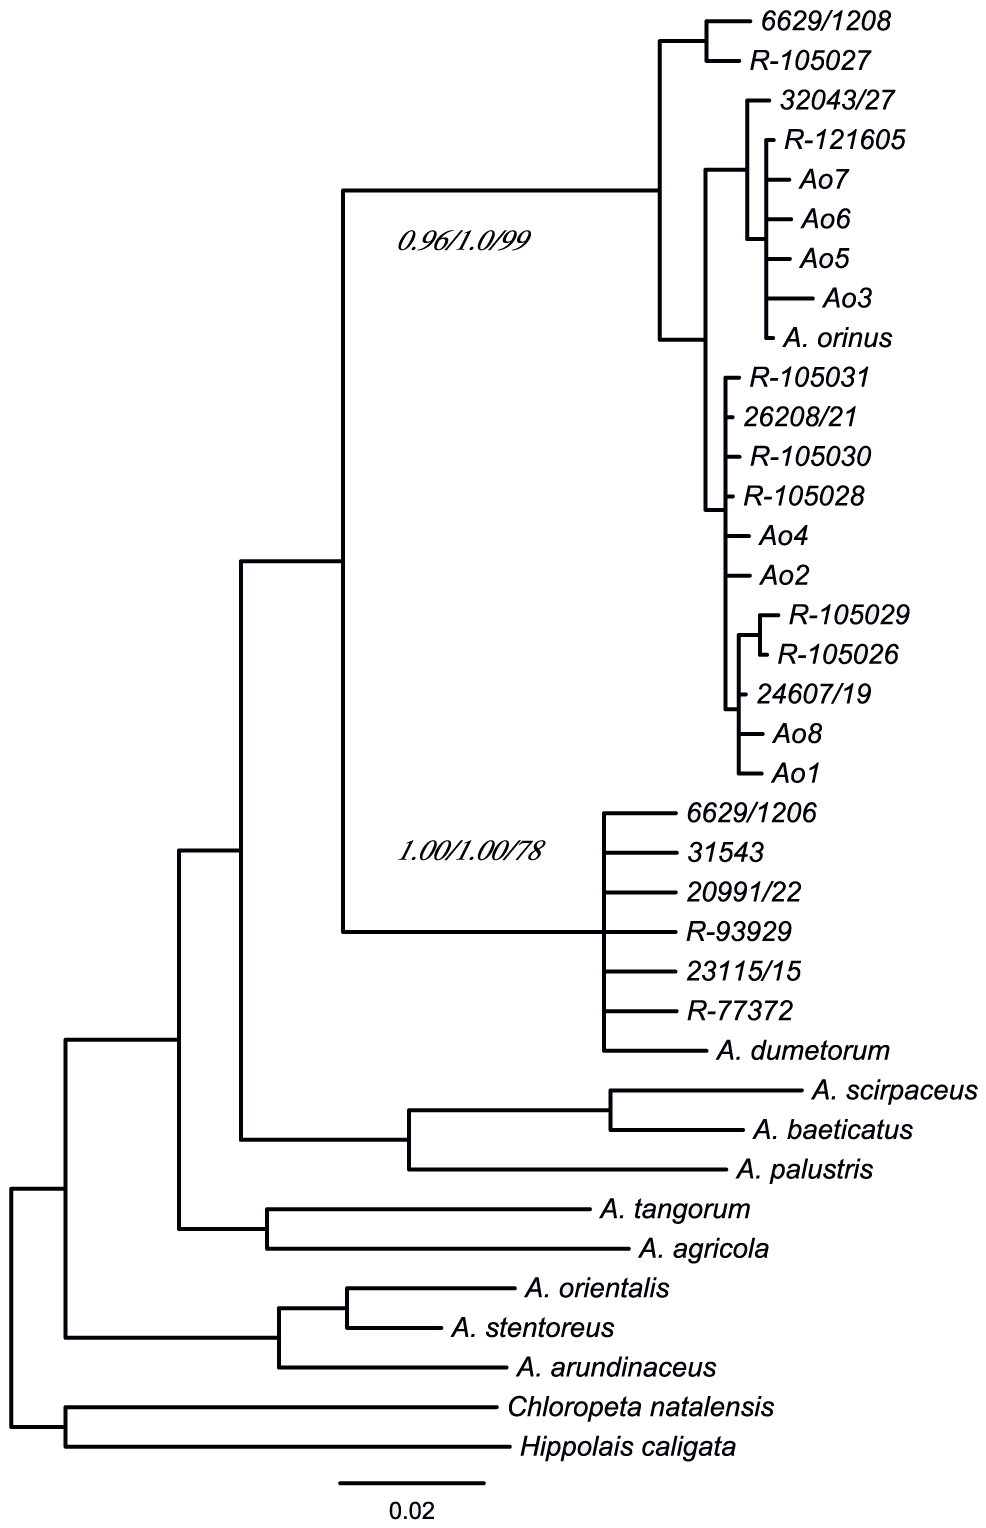 6629/1208
R-105027
32043/27
R-121605
Ao7
Ao6
0.96/1.0/99
Ao5
Ao3
A. orinus
R-105031
26208/21
R-105030
R-105028
Ao4
Ao2
R-105029
R-105026
24607/19
Ao8
Ao1
6629/1206
1.00/1.00/78
31543
20991/22
R-93929
23115/15
R-77372
A. dumetorum
A. scirpaceus
A. baeticatus
A. palustris
A. tangorum
A. agricola
A. orientalis
A. stentoreus
A. arundinaceus
Chloropeta natalensis
Hippolais caligata
0.02